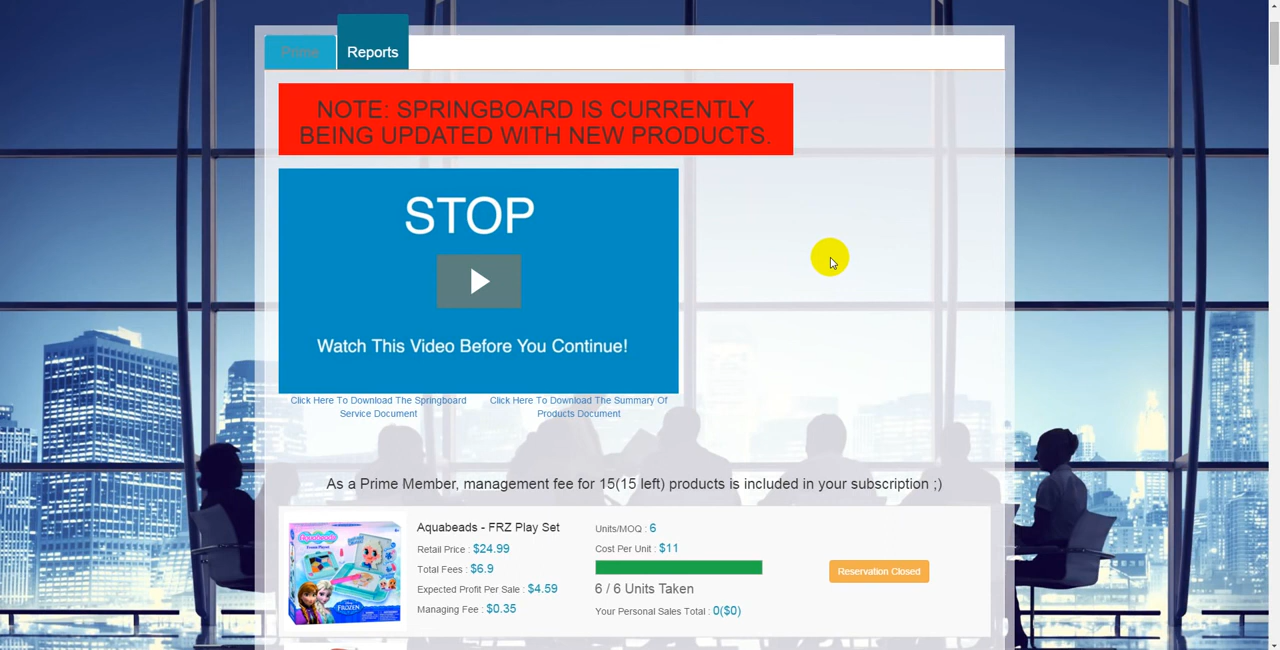 Prime
Reports
NOTE: SPRINGBOARD IS CURRENTLY
BEING UPDATED WITH NEW PRODUCTS.
STOP
Watch This Video Before You Continue!
Click Here To Download The Springboard
Service Document
Click Here To Download The Summary Of
Products Document
As a Prime Member, management fee for 15(15 left) products is included in your subscription ;)
Aquabeads - FRZ Play Set
Retail Price : $24.99
Total Fees : $6.9
Expected Profit Per Sale : $4.59
Managing Fee : $0.35
Units/MOQ : 6
Cost Per Unit : $11
6 / 6 Units Taken
Your Personal Sales Total : 0($0)
Reservation Closed
FROZEN